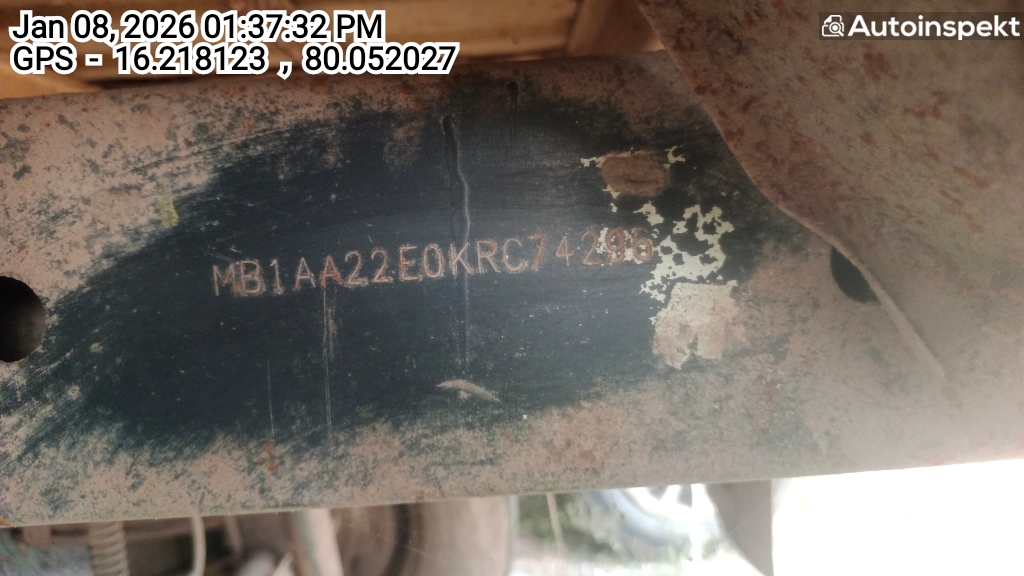 Jan 08, 2026 01:37:32 PM
GPS - 16.218123 , 80.052027
Autoinspekt
MB1AA22E0KRC74296